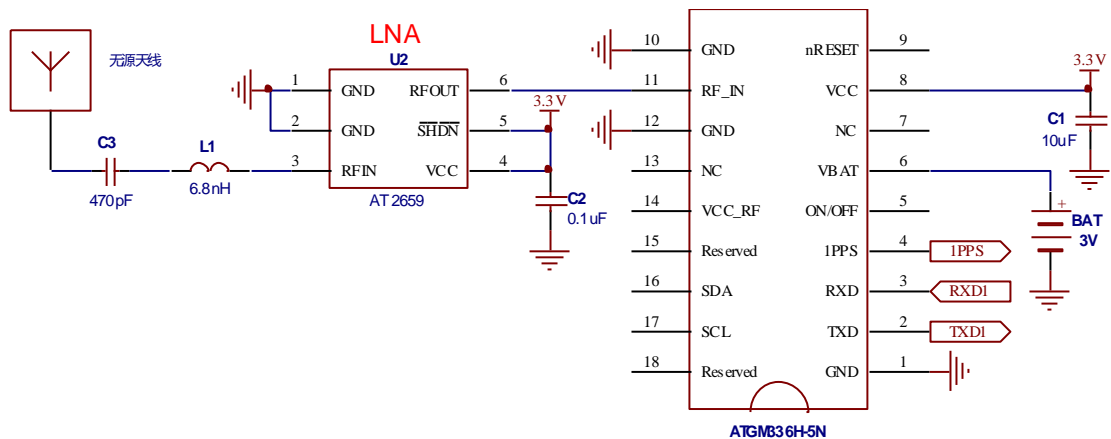 无源天线
C3
470pF
L1
6.8nH
LNA
U2
1 GND RFOUT 6
2 GND SHDN 5
3 RFIN VCC 4
AT2659
3.3V
C2
0.1uF
10 GND nRESET 9
11 RF_IN VCC 8
12 GND NC 7
13 NC VBAT 6
14 VCC_RF ON/OFF 5
15 Reserved 1PPS 4 1PPS
16 SDA RXD 3 RXD1
17 SCL TXD 2 TXD1
18 Reserved GND 1
ATGM336H-5N
3.3V
C1
10uF
+
BAT
3V